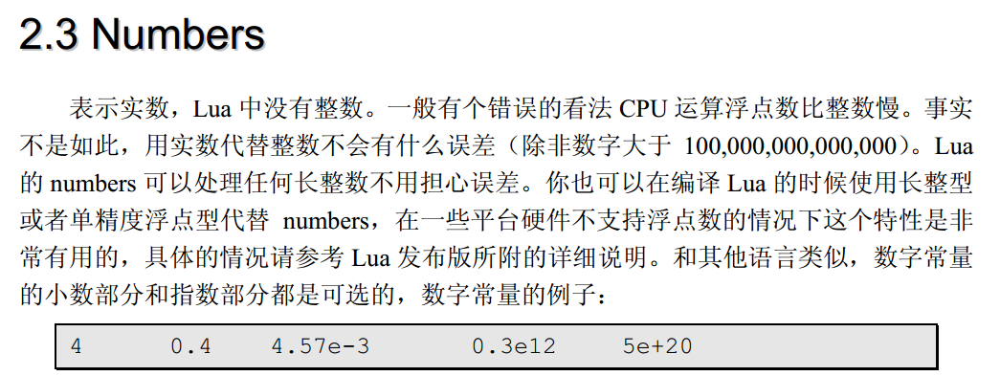 2.3 Numbers
表示实数，Lua 中没有整数。一般有个错误的看法 CPU 运算浮点数比整数慢。事实
不是如此，用实数代替整数不会有什么误差（除非数字大于 100,000,000,000,000）。Lua
的 numbers 可以处理任何长整数不用担心误差。你也可以在编译 Lua 的时候使用长整型
或者单精度浮点型代替 numbers，在一些平台硬件不支持浮点数的情况下这个特性是非
常有用的，具体的情况请参考 Lua 发布版所附的详细说明。和其他语言类似，数字常量
的小数部分和指数部分都是可选的，数字常量的例子：
4 0.4 4.57e-3 0.3e12 5e+20